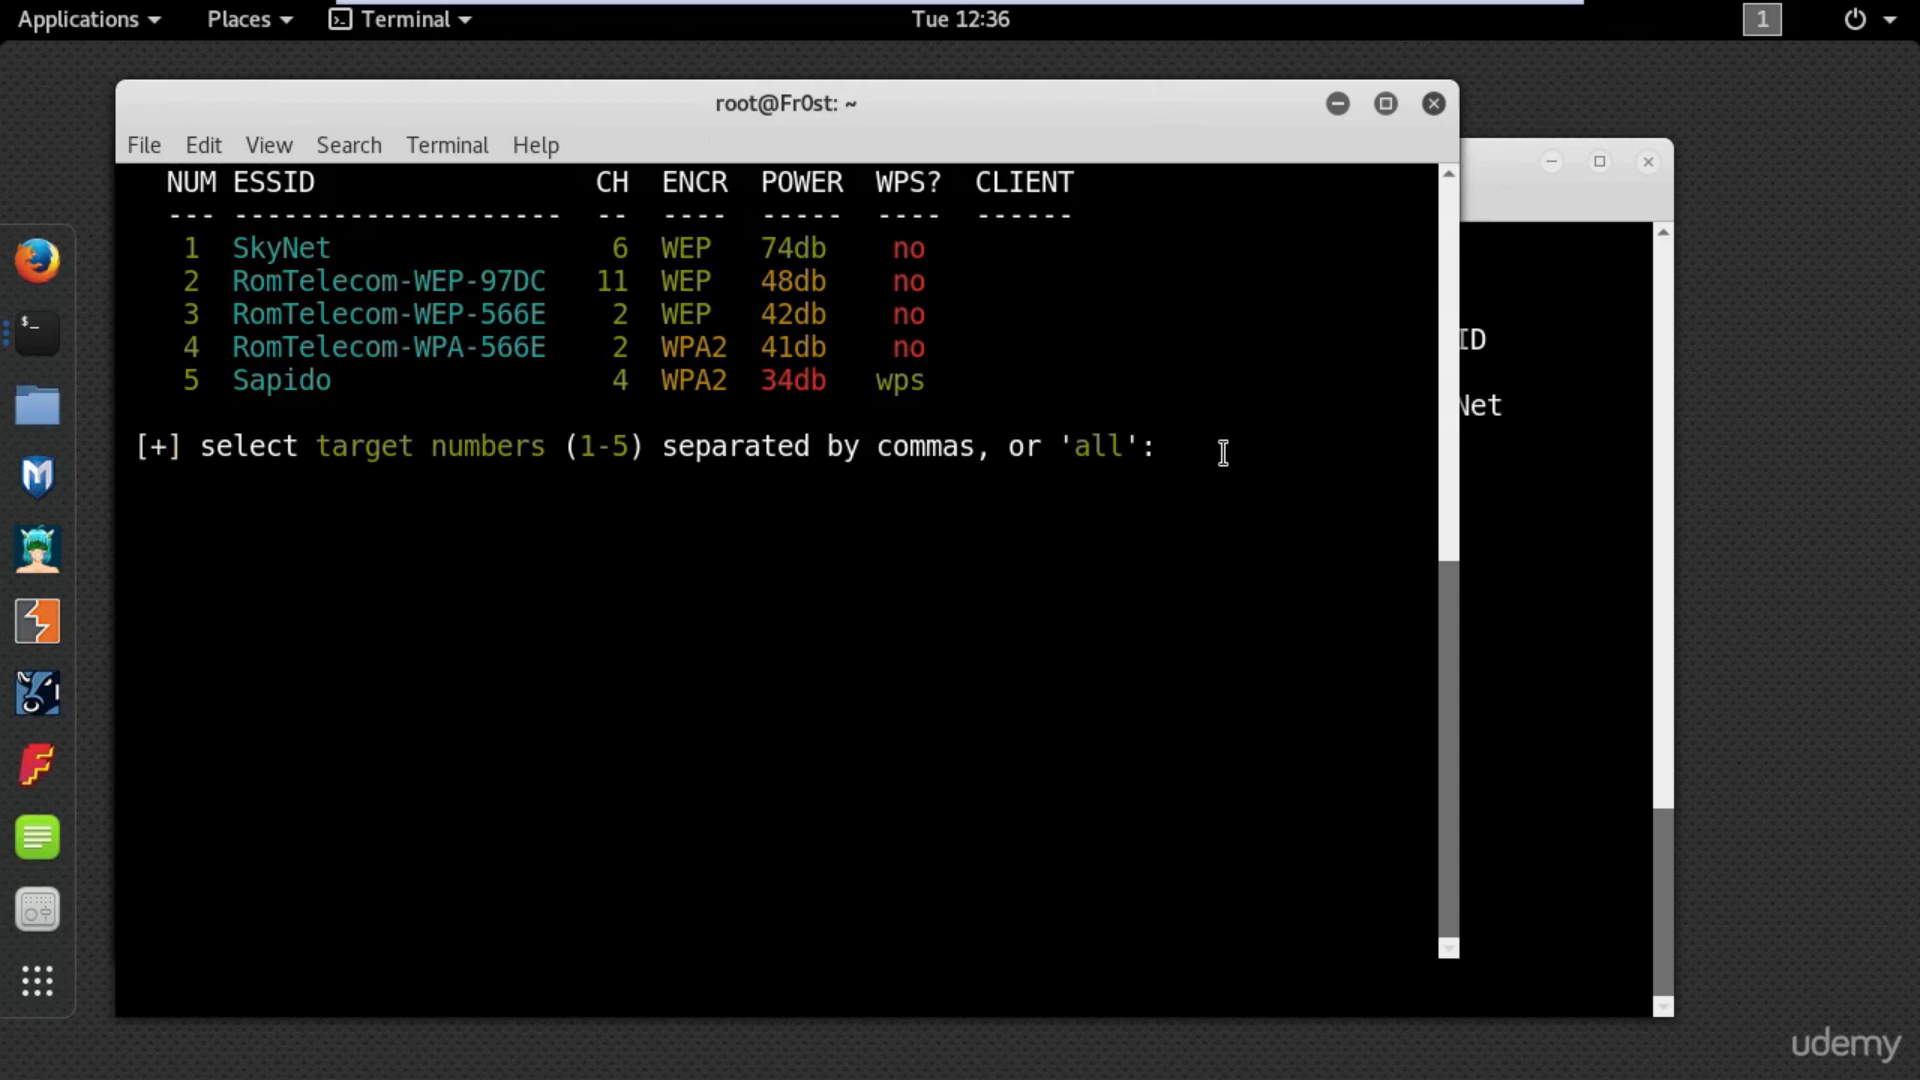 Applications Places Terminal Tue 12:36 1
root@Fr0st: ~
File Edit View Search Terminal Help
NUM ESSID CH ENCR POWER WPS? CLIENT
--- -------------------- -- ---- ----- ---- ------
1 SkyNet 6 WEP 74db no
2 RomTelecom-WEP-97DC 11 WEP 48db no
3 RomTelecom-WEP-566E 2 WEP 42db no
4 RomTelecom-WPA-566E 2 WPA2 41db no
5 Sapido 4 WPA2 34db wps
[+] select target numbers (1-5) separated by commas, or 'all':
ID
Net
$_
udemy